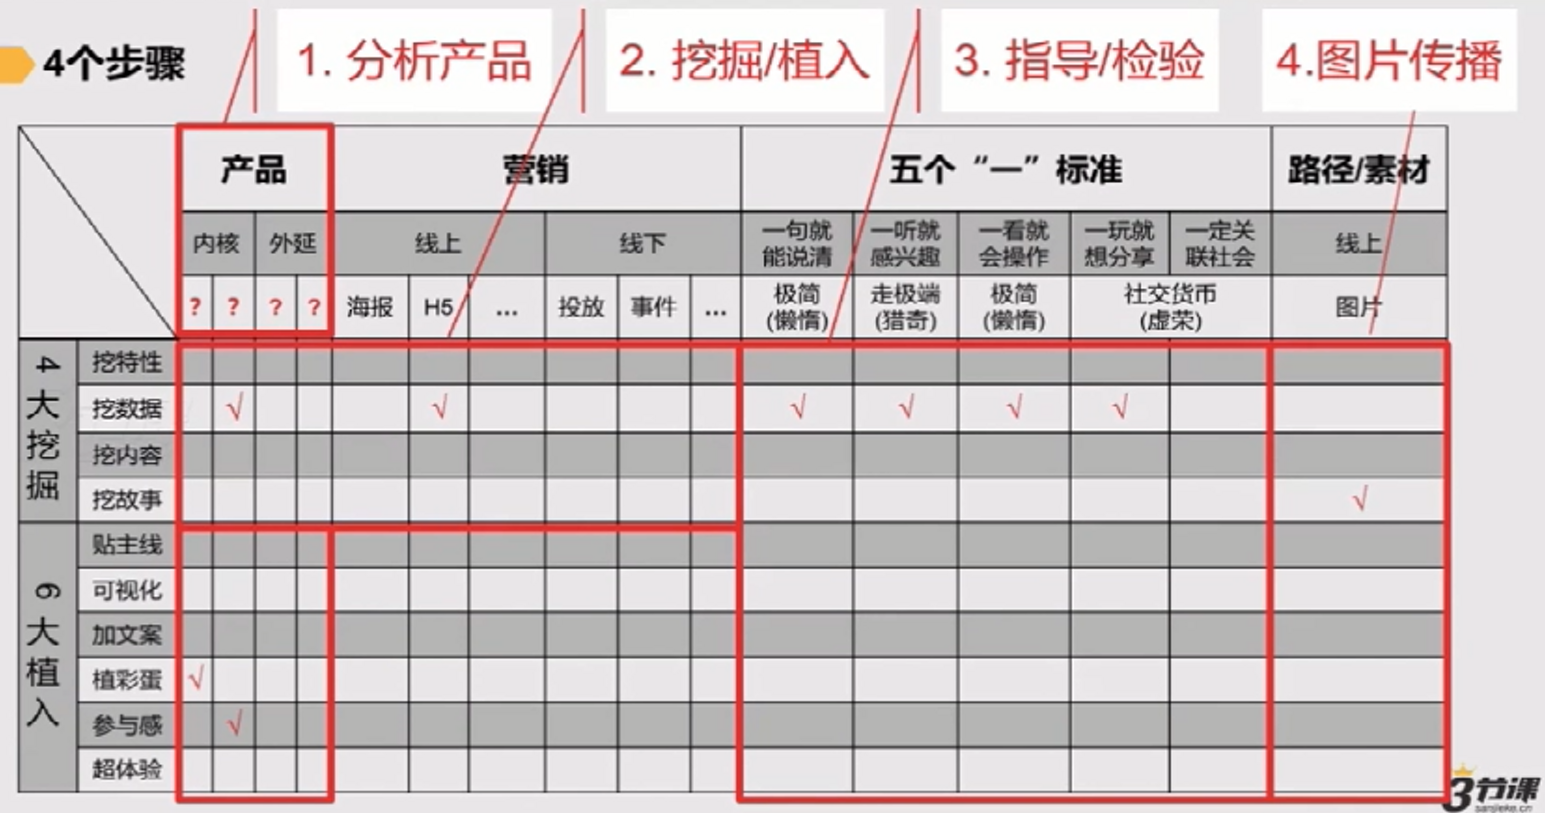 4个步骤
1. 分析产品
2. 挖掘/植入
3. 指导/检验
4.图片传播
产品
营销
五个“一”标准
路径/素材
内核
外延
线上
线下
一句就
能说清
一听就
感兴趣
一看就
会操作
一玩就
想分享
一定关
联社会
线上
?
?
?
?
海报
H5
...
投放
事件
...
极简
(懒惰)
走极端
(猎奇)
极简
(懒惰)
社交货币
(虚荣)
图片
4大挖掘
挖特性
挖数据
√
√
√
√
√
√
挖内容
挖故事
√
6大植入
贴主线
可视化
加文案
植彩蛋
√
参与感
√
超体验
3节课
sanjieke.cn